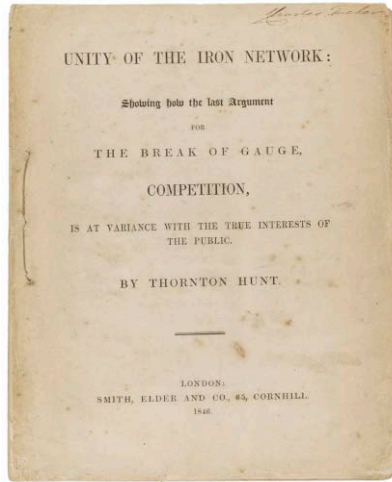 UNITY OF THE IRON NETWORK:
Showing how the last Argument
FOR
THE BREAK OF GAUGE,
COMPETITION,
IS AT VARIANCE WITH THE TRUE INTERESTS OF
THE PUBLIC.
BY THORNTON HUNT.
LONDON:
SMITH, ELDER AND CO., 65, CORNHILL.
1846.